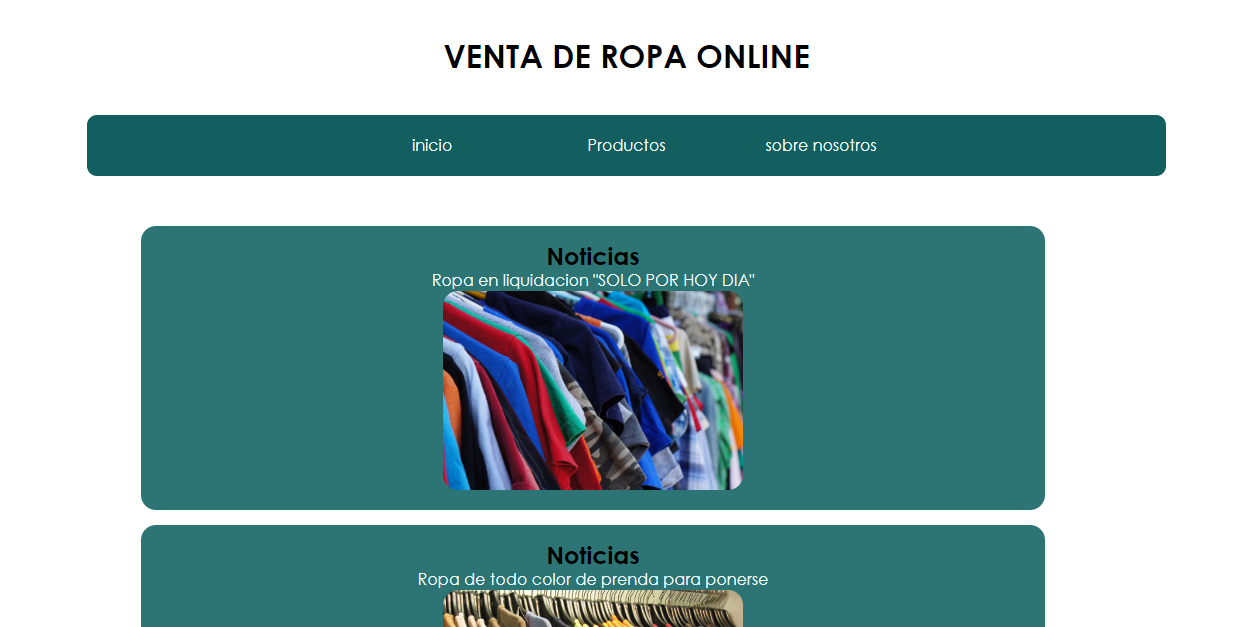 VENTA DE ROPA ONLINE
inicio Productos sobre nosotros
Noticias
Ropa en liquidacion "SOLO POR HOY DIA"
Noticias
Ropa de todo color de prenda para ponerse